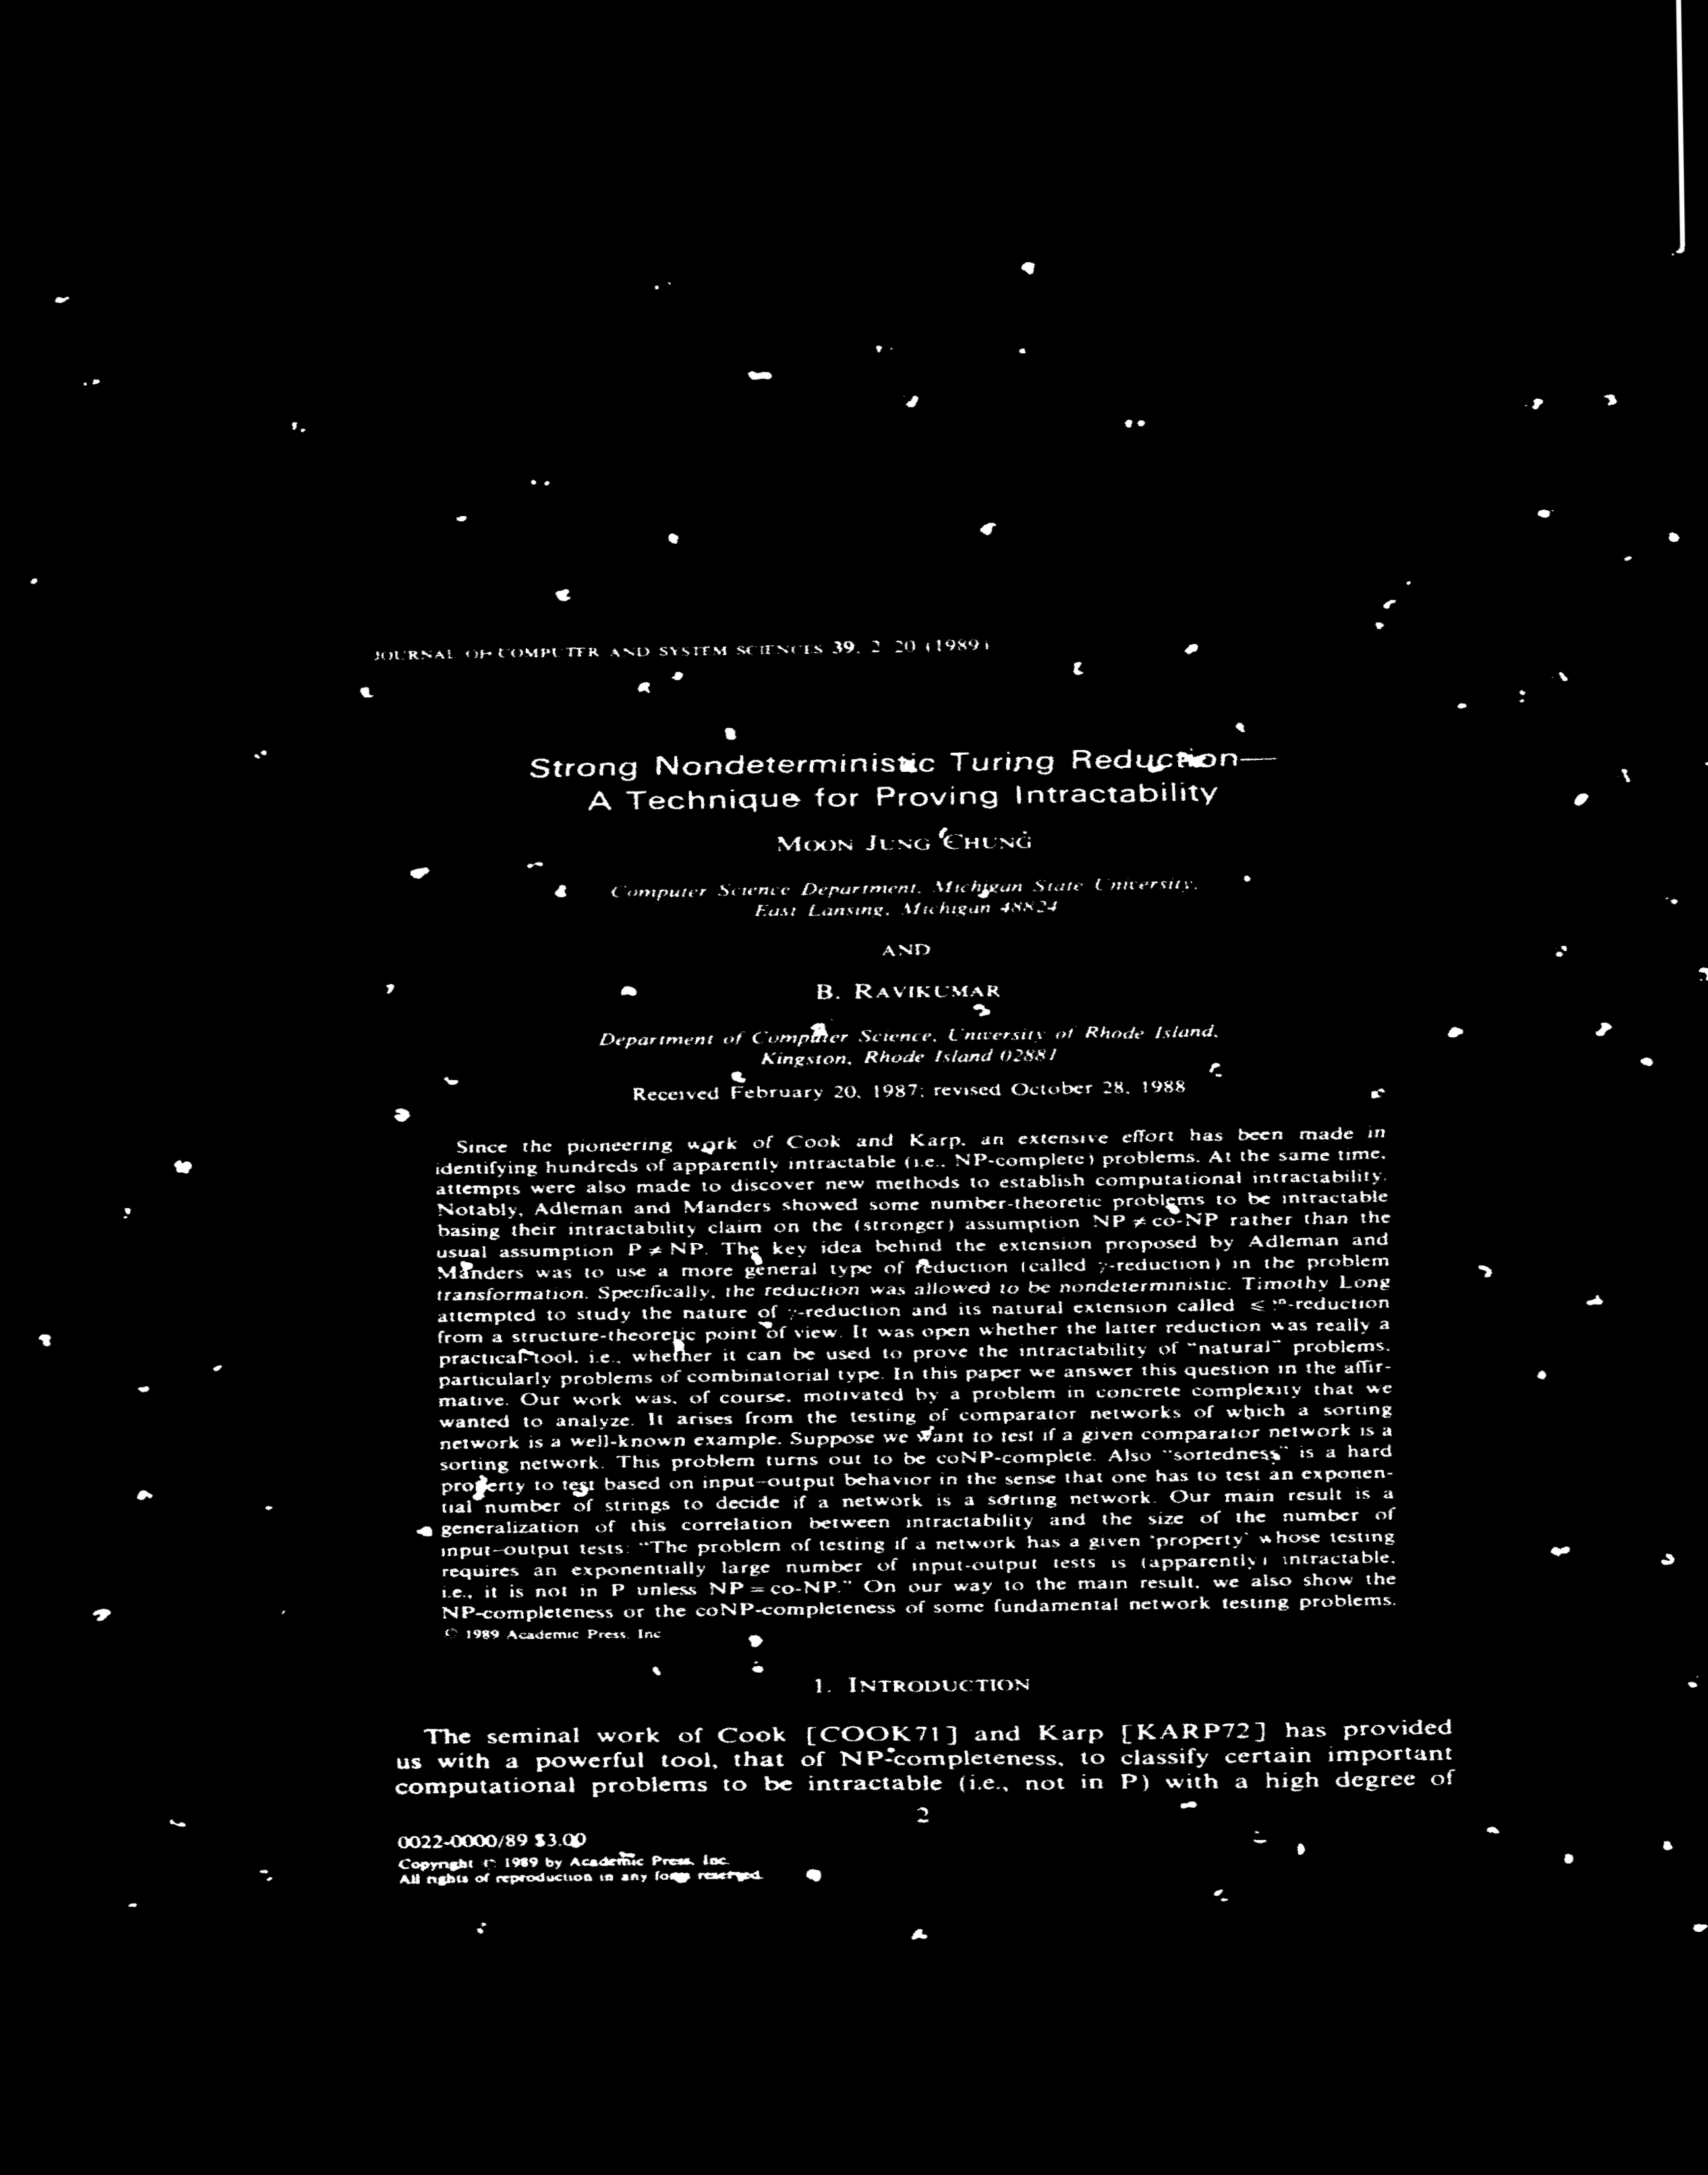 JOURNAL OF COMPUTER AND SYSTEM SCIENCES 39, 2–20 (1989)
Strong Nondeterministic Turing Reduction—
A Technique for Proving Intractability
MOON JUNG CHUNG
Computer Science Department, Michigan State University,
East Lansing, Michigan 48824
AND
B. RAVIKUMAR
Department of Computer Science, University of Rhode Island,
Kingston, Rhode Island 02881
Received February 20, 1987; revised October 28, 1988
Since the pioneering work of Cook and Karp, an extensive effort has been made in
identifying hundreds of apparently intractable (i.e., NP-complete) problems. At the same time,
attempts were also made to discover new methods to establish computational intractability.
Notably, Adleman and Manders showed some number-theoretic problems to be intractable
basing their intractability claim on the (stronger) assumption NP ≠ co-NP rather than the
usual assumption P ≠ NP. The key idea behind the extension proposed by Adleman and
Manders was to use a more general type of reduction (called γ-reduction) in the problem
transformation. Specifically, the reduction was allowed to be nondeterministic. Timothy Long
attempted to study the nature of γ-reduction and its natural extension called ≤ -reduction
from a structure-theoretic point of view. It was open whether the latter reduction was really a
practical tool, i.e., whether it can be used to prove the intractability of "natural" problems,
particularly problems of combinatorial type. In this paper we answer this question in the affir-
mative. Our work was, of course, motivated by a problem in concrete complexity that we
wanted to analyze. It arises from the testing of comparator networks of which a sorting
network is a well-known example. Suppose we want to test if a given comparator network is a
sorting network. This problem turns out to be coNP-complete. Also "sortedness" is a hard
property to test based on input–output behavior in the sense that one has to test an exponen-
tial number of strings to decide if a network is a sorting network. Our main result is a
generalization of this correlation between intractability and the size of the number of
input–output tests: "The problem of testing if a network has a given 'property' whose testing
requires an exponentially large number of input-output tests is (apparently) intractable,
i.e., it is not in P unless NP = co-NP." On our way to the main result, we also show the
NP-completeness or the coNP-completeness of some fundamental network testing problems.
© 1989 Academic Press, Inc
1. INTRODUCTION
The seminal work of Cook [COOK71] and Karp [KARP72] has provided
us with a powerful tool, that of NP-completeness, to classify certain important
computational problems to be intractable (i.e., not in P) with a high degree of
2
0022-0000/89 $3.00
Copyright © 1989 by Academic Press, Inc.
All rights of reproduction in any form reserved.